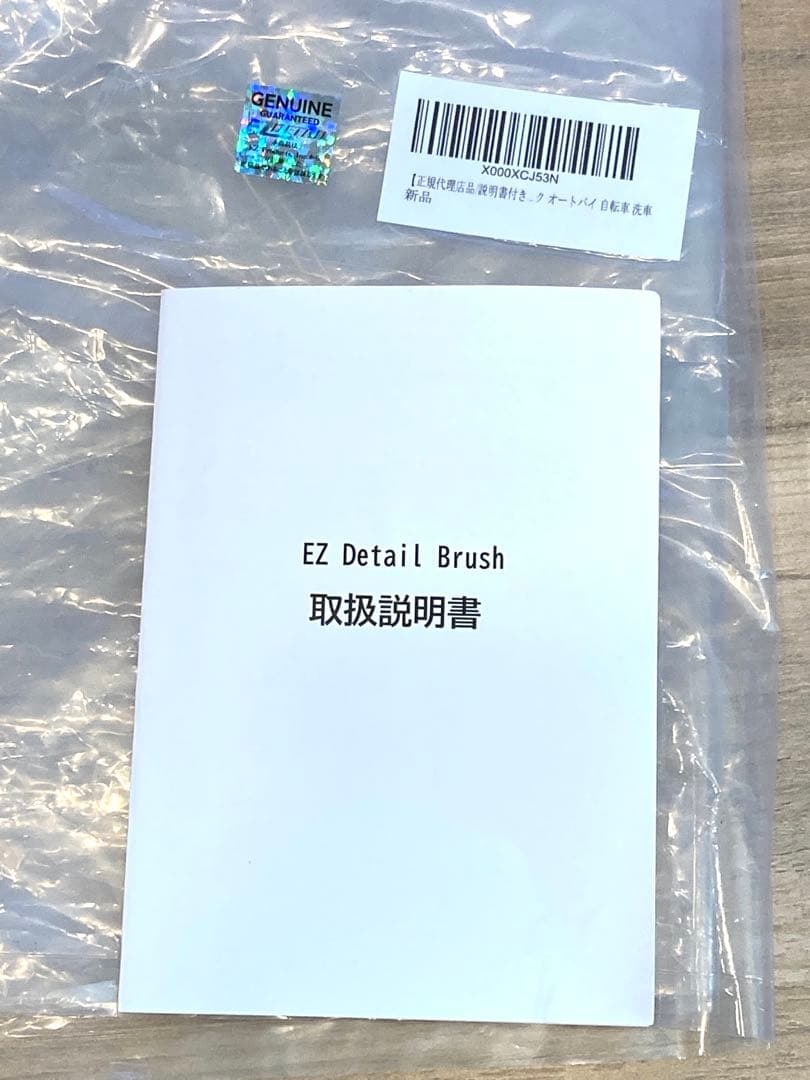 GENUINE
GUARANTEED
X000XCJ53N
【正規代理店品/説明書付き...ク オートバイ 自転車 洗車
新品
EZ Detail Brush
取扱説明書